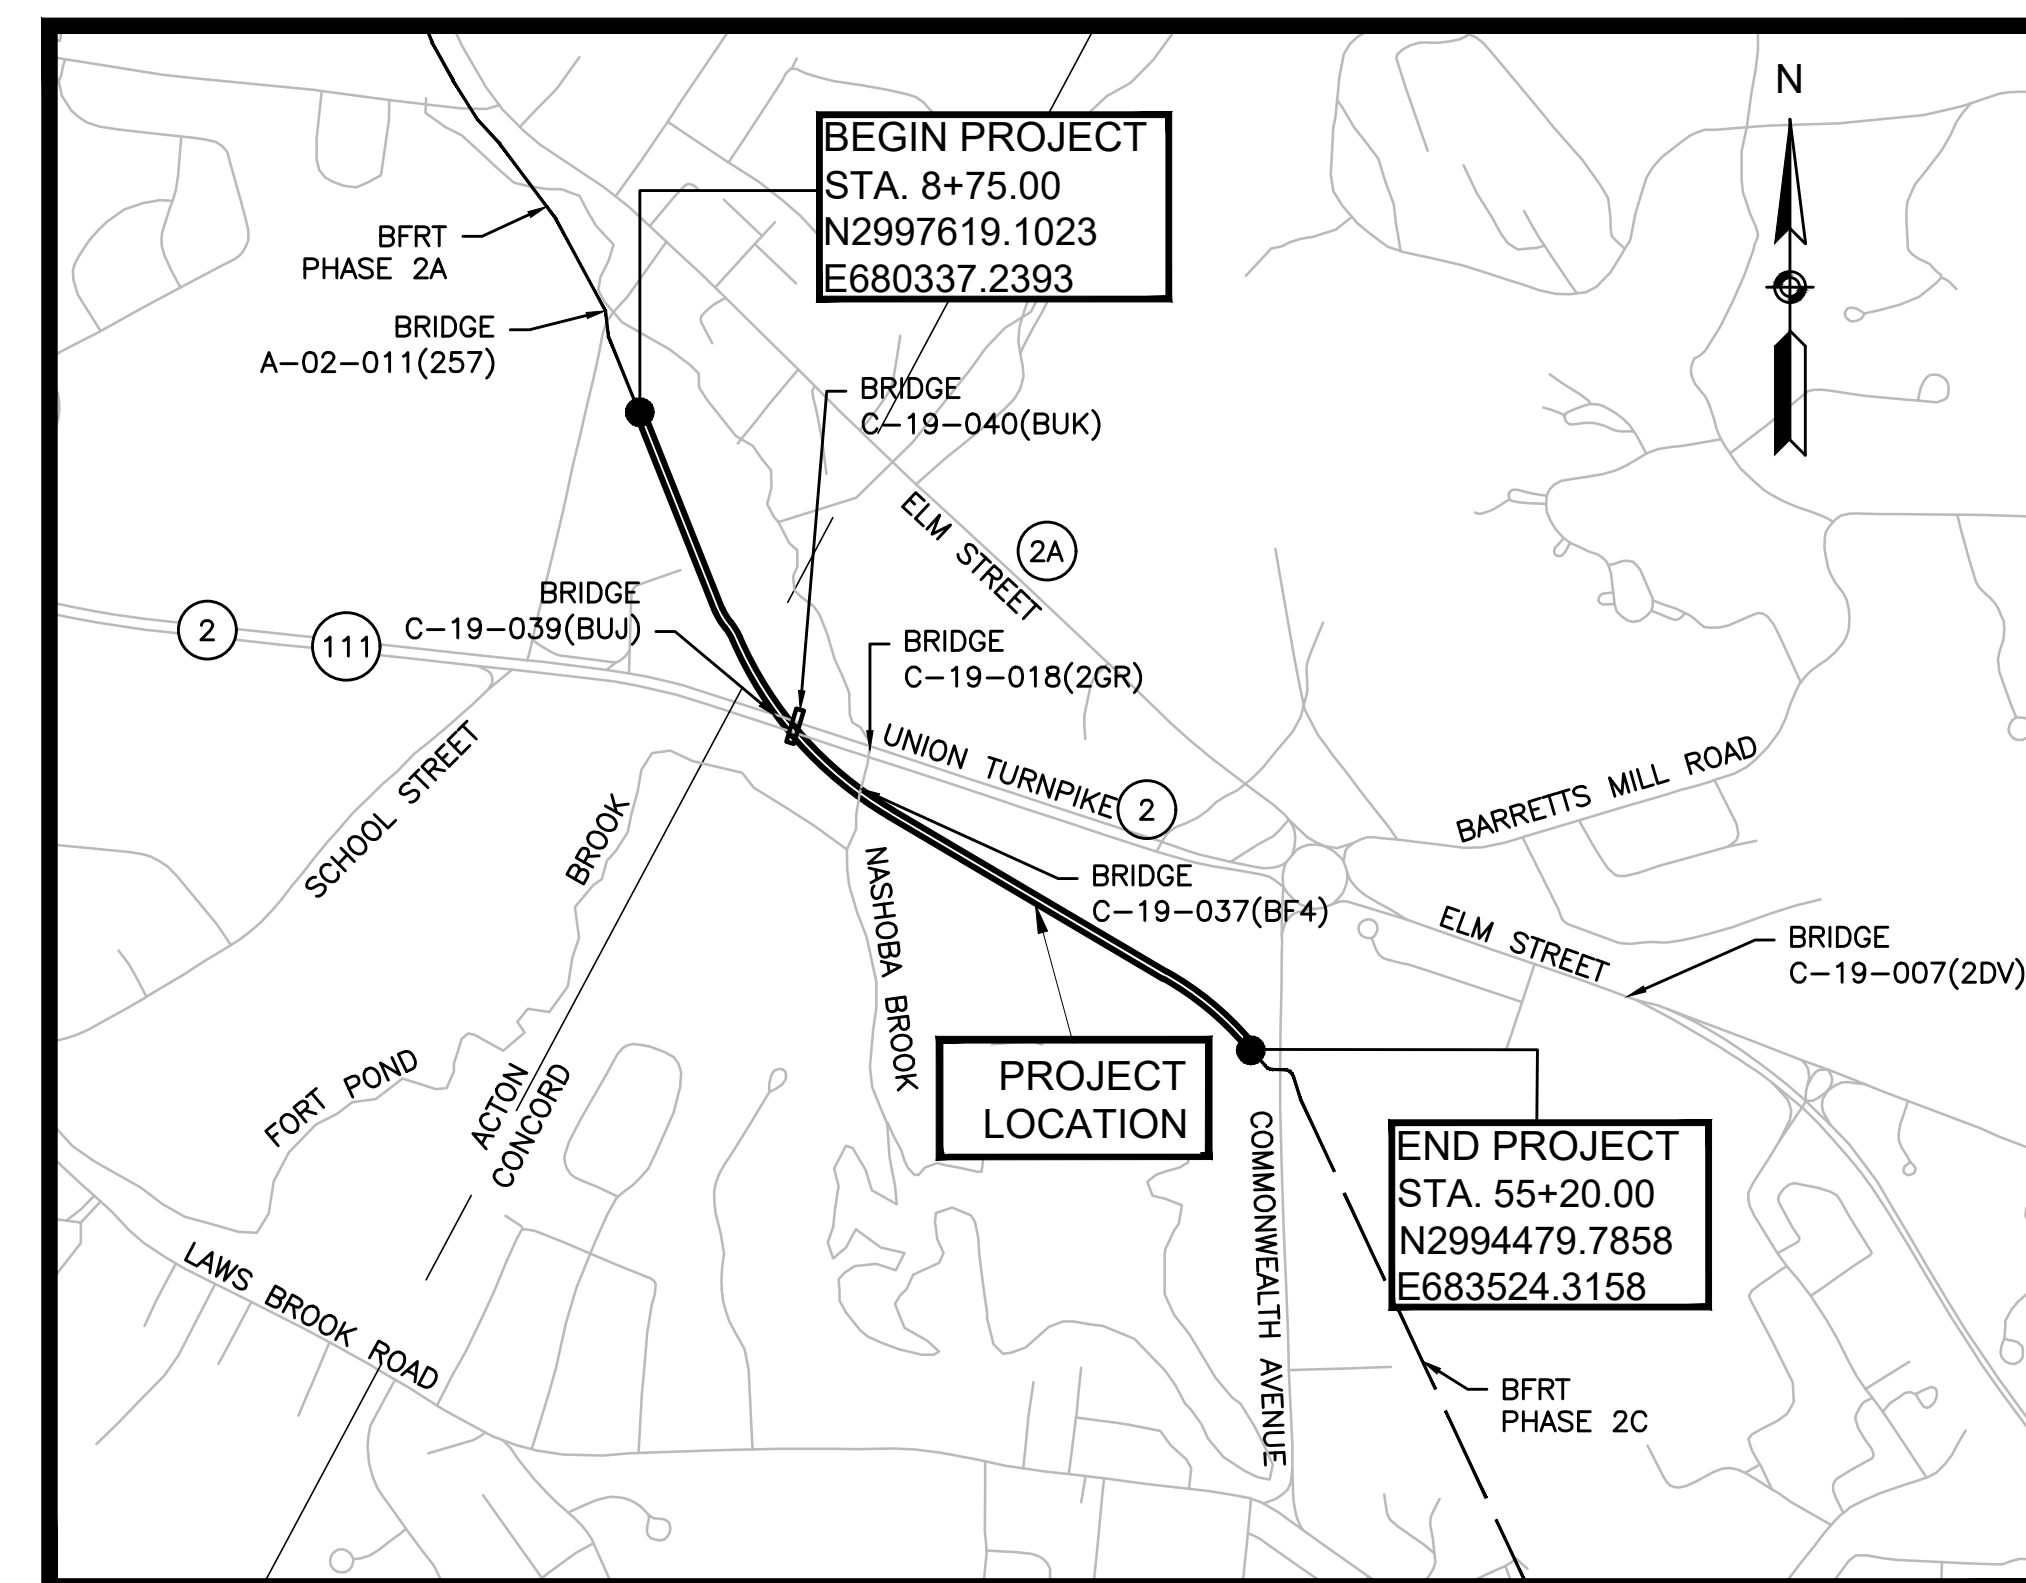 N
BEGIN PROJECT
STA. 8+75.00
N2997619.1023
E680337.2393
BFRT
PHASE 2A
BRIDGE
A-02-011(257)
BRIDGE
C-19-040(BUK)
ELM STREET
2A
BRIDGE
C-19-039(BUJ)
2
111
BRIDGE
C-19-018(2GR)
UNION TURNPIKE
2
BARRETTS MILL ROAD
SCHOOL STREET
BROOK
NASHOBA BROOK
BRIDGE
C-19-037(BF4)
ELM STREET
BRIDGE
C-19-007(2DV)
FORT POND
ACTON
CONCORD
PROJECT
LOCATION
COMMONWEALTH AVENUE
END PROJECT
STA. 55+20.00
N2994479.7858
E683524.3158
LAWS BROOK ROAD
BFRT
PHASE 2C